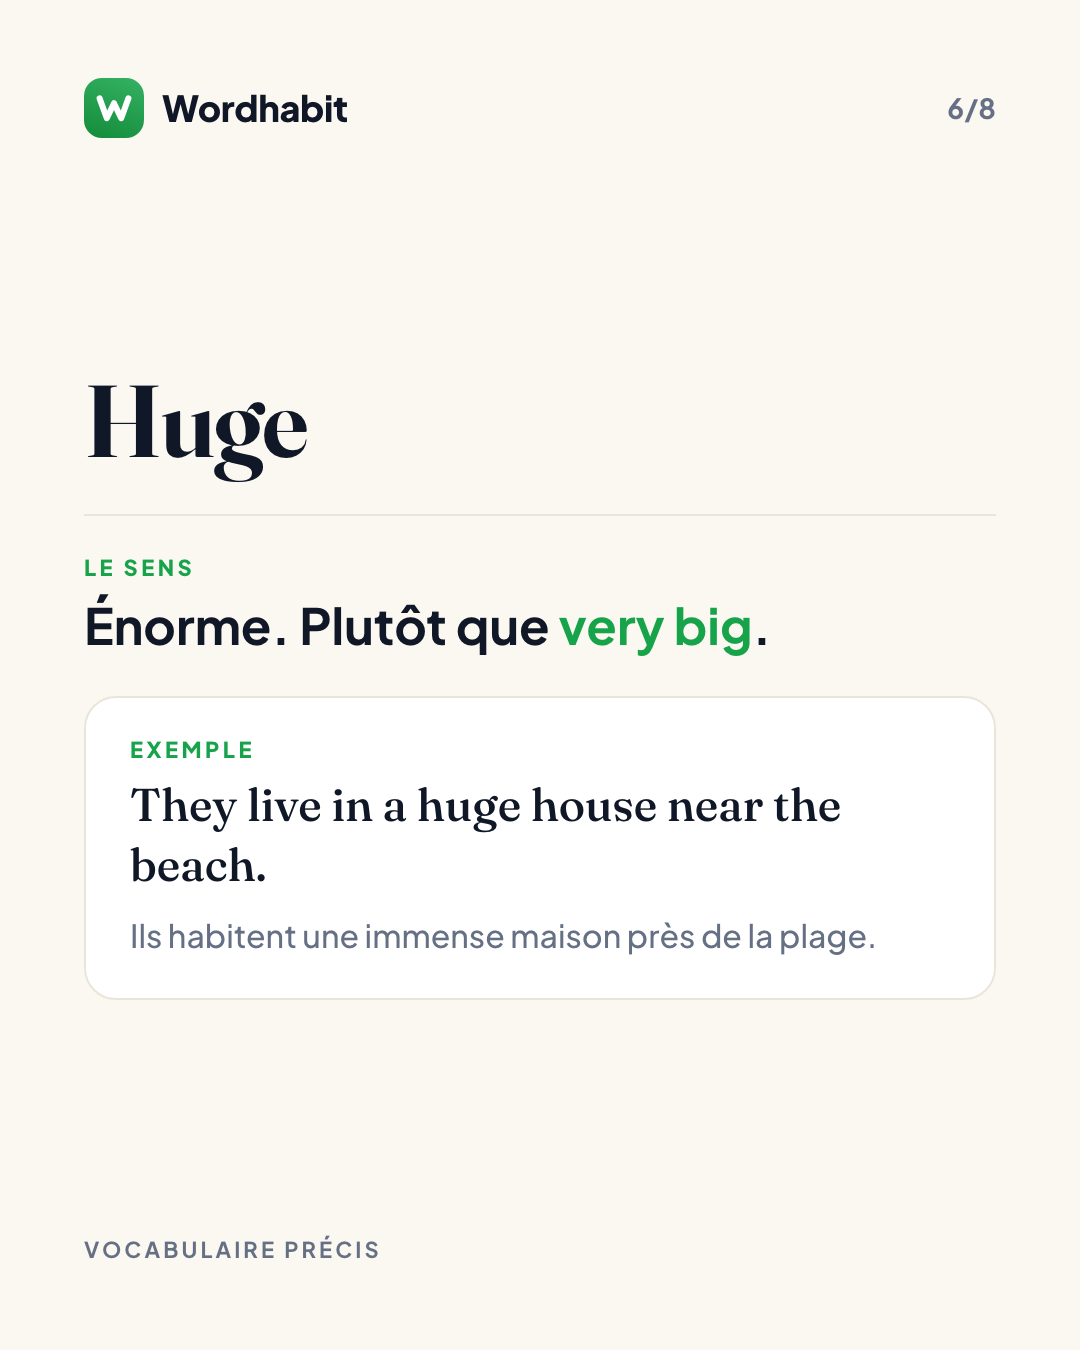 Wordhabit
6/8
Huge
LE SENS
Énorme. Plutôt que very big.
EXEMPLE
They live in a huge house near the
beach.
Ils habitent une immense maison près de la plage.
VOCABULAIRE PRÉCIS